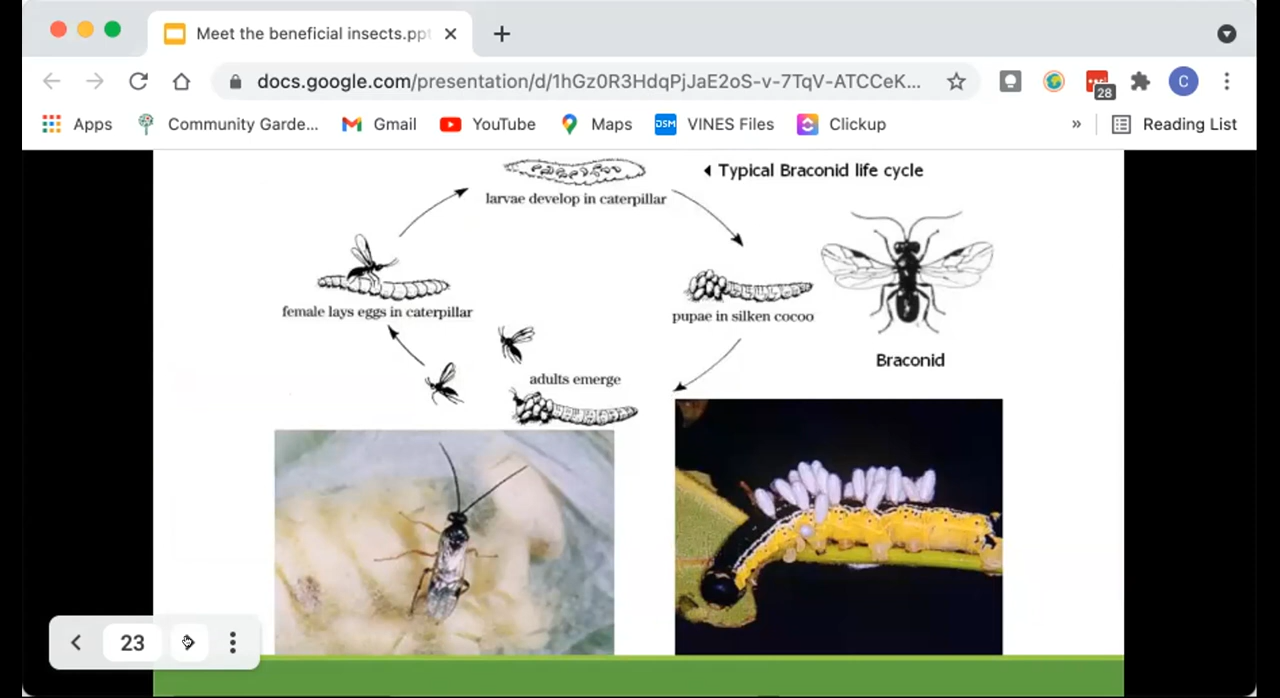 Meet the beneficial insects.pp
docs.google.com/presentation/d/1hGz0R3HdqPjJaE2oS-v-7TqV-ATCCeK...
28
C
Apps
Community Garde...
Gmail
YouTube
Maps
DSM
VINES Files
Clickup
»
Reading List
Typical Braconid life cycle
larvae develop in caterpillar
female lays eggs in caterpillar
pupae in silken cocoo
Braconid
adults emerge
23